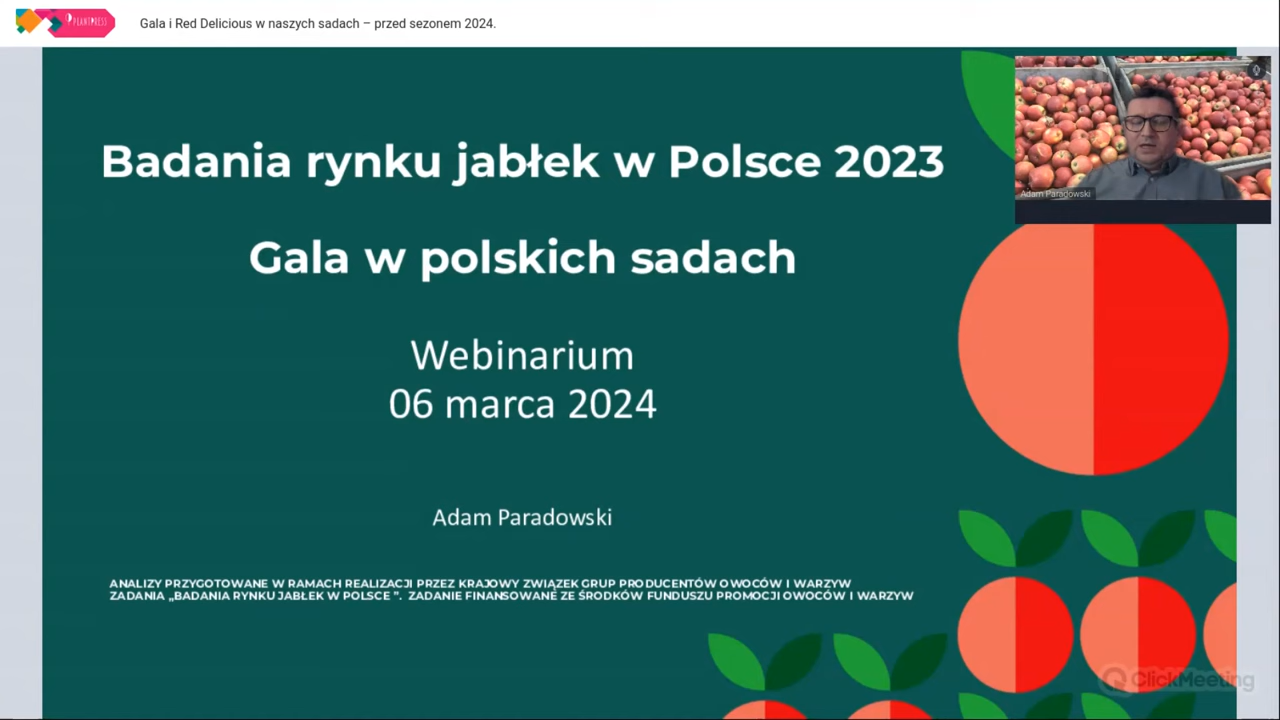 PLANTPRESS
Gala i Red Delicious w naszych sadach – przed sezonem 2024.
Badania rynku jabłek w Polsce 2023
Gala w polskich sadach
Webinarium
06 marca 2024
Adam Paradowski
ANALIZY PRZYGOTOWANE W RAMACH REALIZACJI PRZEZ KRAJOWY ZWIĄZEK GRUP PRODUCENTÓW OWOCÓW I WARZYW
ZADANIA „BADANIA RYNKU JABŁEK W POLSCE ”. ZADANIE FINANSOWANE ZE ŚRODKÓW FUNDUSZU PROMOCJI OWOCÓW I WARZYW
Adam Paradowski
ClickMeeting